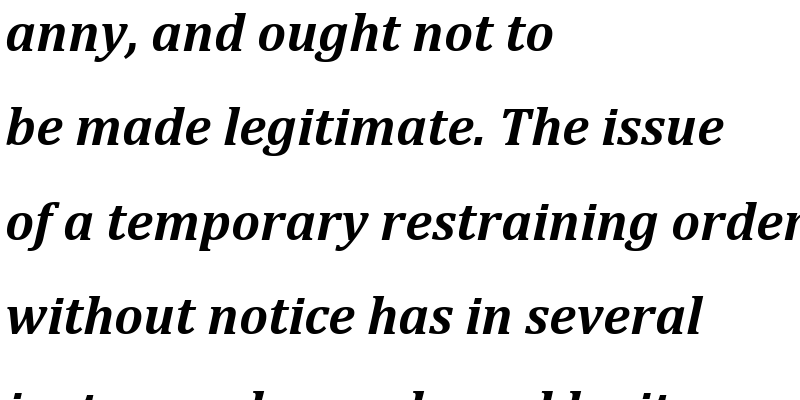 anny, and ought not to
be made legitimate. The issue
of a temporary restraining order
without notice has in several